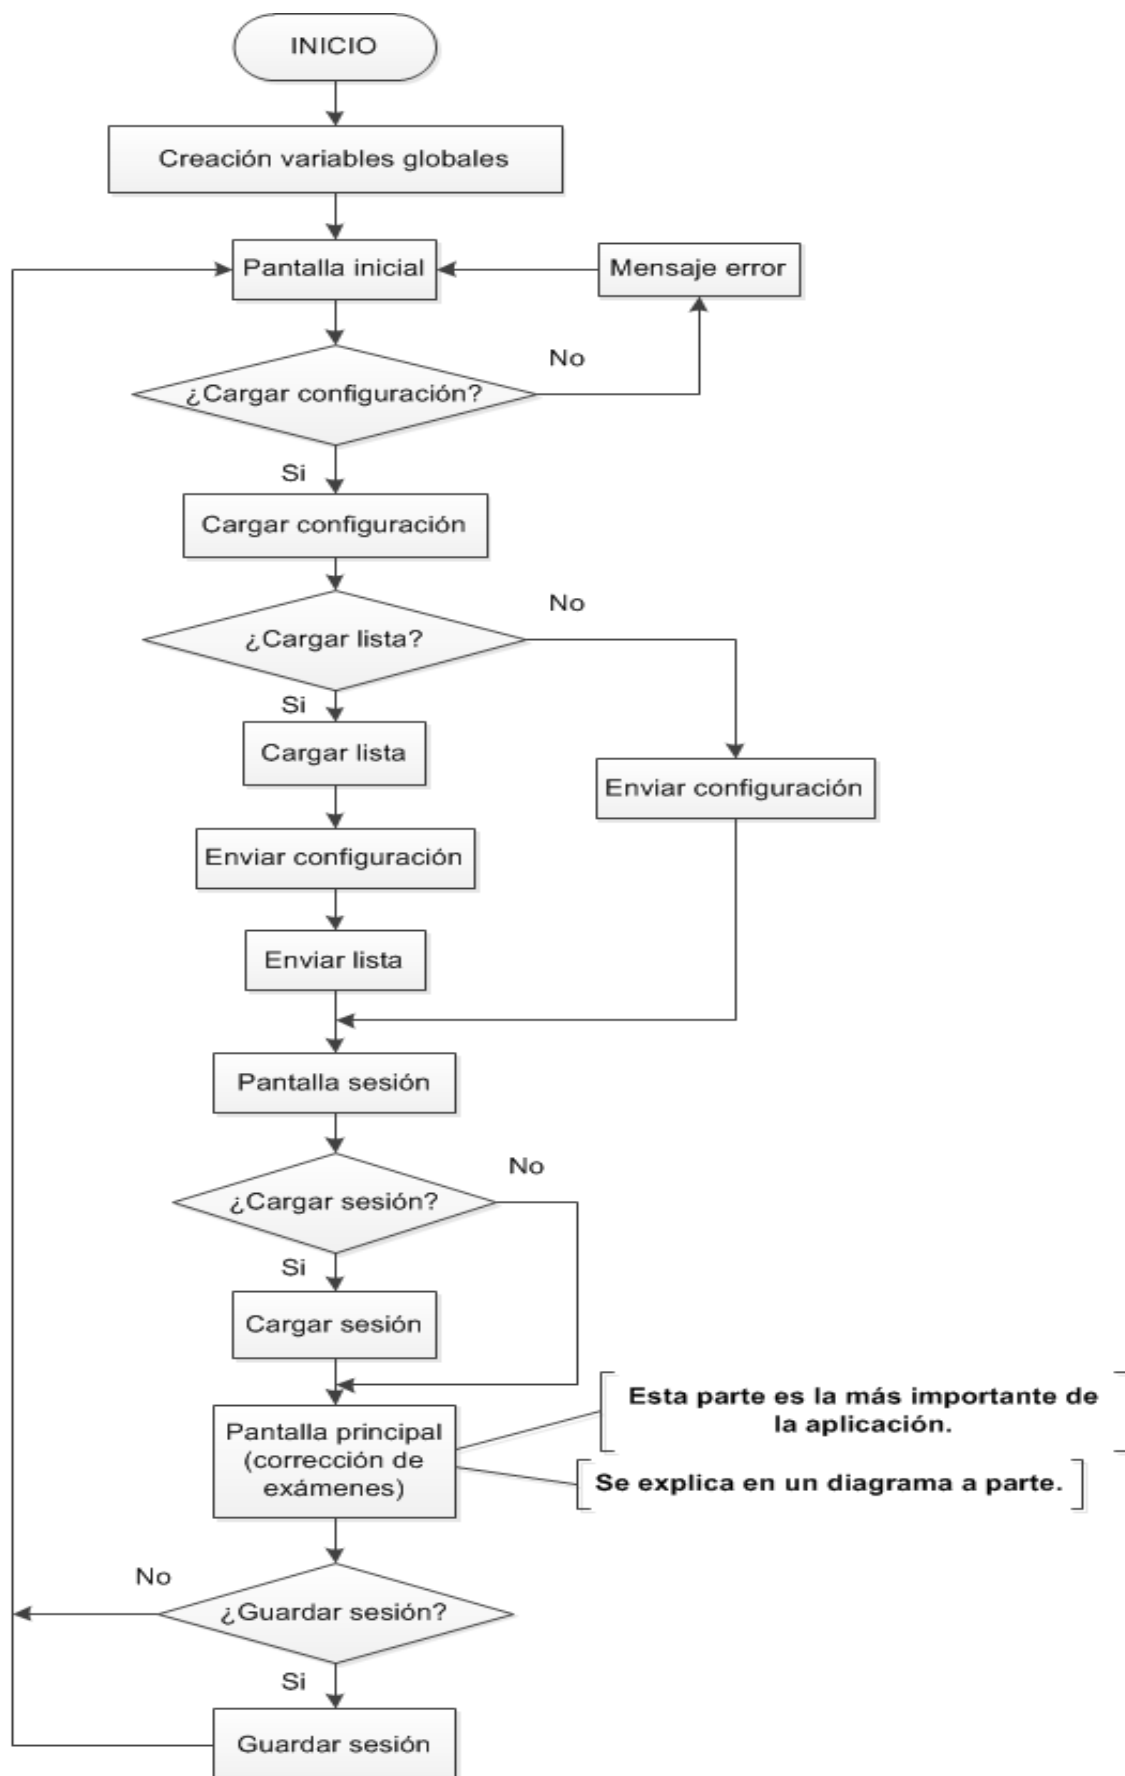 INICIO
Creación variables globales
Pantalla inicial
Mensaje error
No
¿Cargar configuración?
Si
Cargar configuración
No
¿Cargar lista?
Si
Cargar lista
Enviar configuración
Enviar configuración
Enviar lista
Pantalla sesión
No
¿Cargar sesión?
Si
Cargar sesión
Esta parte es la más importante de
la aplicación.
Pantalla principal
(corrección de
exámenes)
Se explica en un diagrama a parte.
No
¿Guardar sesión?
Si
Guardar sesión